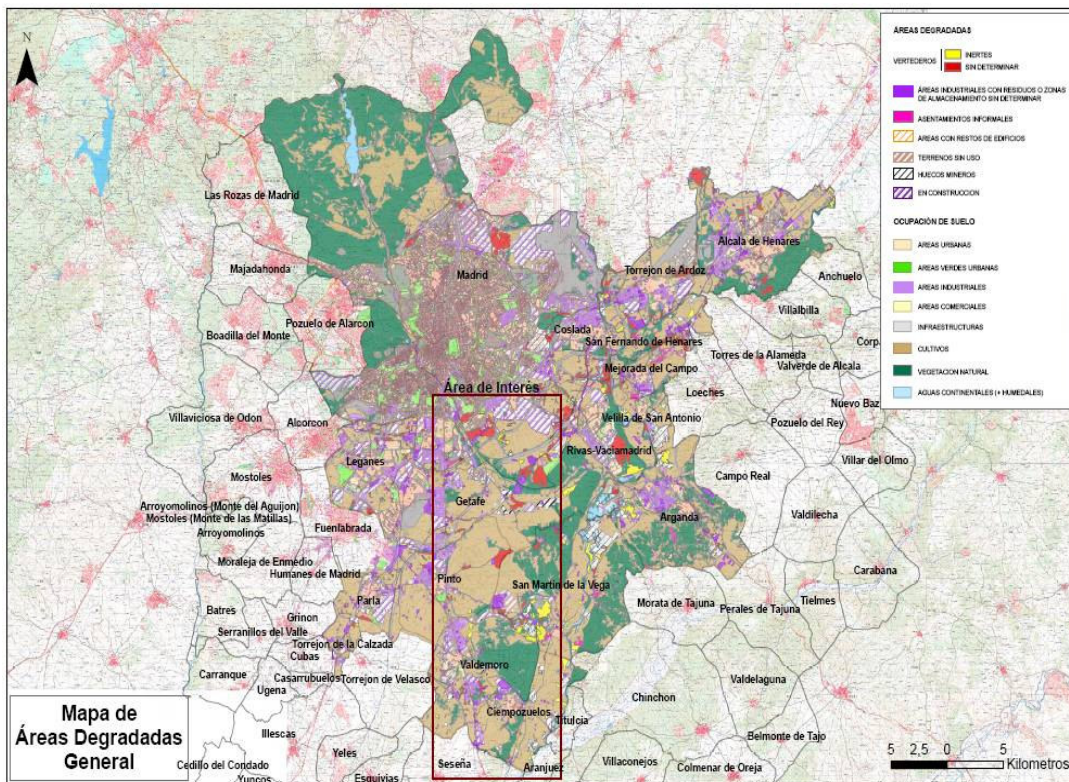 N
ÁREAS DEGRADADAS
VERTEDEROS
INERTES
SIN DETERMINAR
ÁREAS INDUSTRIALES CON RESIDUOS O ZONAS
DE ALMACENAMIENTO SIN DETERMINAR
ASENTAMIENTOS INFORMALES
ÁREAS CON RESTOS DE EDIFICIOS
TERRENOS SIN USO
HUECOS MINEROS
EN CONSTRUCCION
OCUPACIÓN DE SUELO
ÁREAS URBANAS
ÁREAS VERDES URBANAS
ÁREAS INDUSTRIALES
ÁREAS COMERCIALES
INFRAESTRUCTURAS
CULTIVOS
VEGETACION NATURAL
AGUAS CONTINENTALES (+ HUMEDALES)
Las Rozas de Madrid
Majadahonda
Madrid
Alcala de Henares
Torrejon de Ardoz
Anchuelo
Villalbilla
Pozuelo de Alarcon
Boadilla del Monte
Coslada
San Fernando de Henares
Corp
Torres de la Alameda
Valverde de Alcala
Mejorada del Campo
Área de Interés
Loeches
Nuevo Baz
Villaviciosa de Odon
Alcorcon
Velilla de San Antonio
Pozuelo del Rey
Rivas-Vaciamadrid
Leganes
Villar del Olmo
Mostoles
Campo Real
Getafe
Arroyomolinos (Monte del Aguijon)
Mostoles (Monte de las Matillas)
Arroyomolinos
Fuenlabrada
Arganda
Valdilecha
Moraleja de Enmedio
Humanes de Madrid
Pinto
San Martin de la Vega
Carabana
Batres
Parla
Morata de Tajuna
Perales de Tajuna
Tielmes
Grinon
Serranillos del Valle
Torrejon de la Calzada
Cubas
Valdemoro
Carranque
Casarrubuelos
Torrejon de Velasco
Valdelaguna
Ugena
Chinchon
Ciempozuelos
Titulcia
Illescas
Belmonte de Tajo
Yeles
Seseña
Aranjuez
Villaconejos
Colmenar de Oreja
Cedillo del Condado
Yuncos
Esquivias
Mapa de
Áreas Degradadas
General
5 2,5 0 5
Kilometros